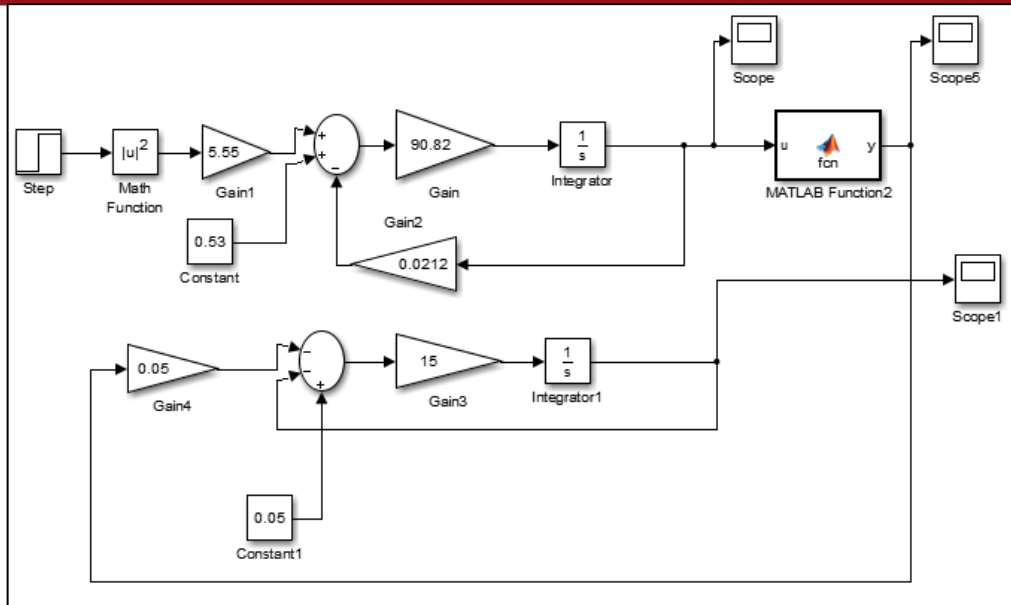 Scope
Scope5
Step
|u|²
Math
Function
5.55
Gain1
+
+
−
90.82
Gain
1
s
Integrator
u
fcn
y
MATLAB Function2
0.53
Constant
Gain2
0.0212
Scope1
0.05
Gain4
−
−
+
15
Gain3
1
s
Integrator1
0.05
Constant1